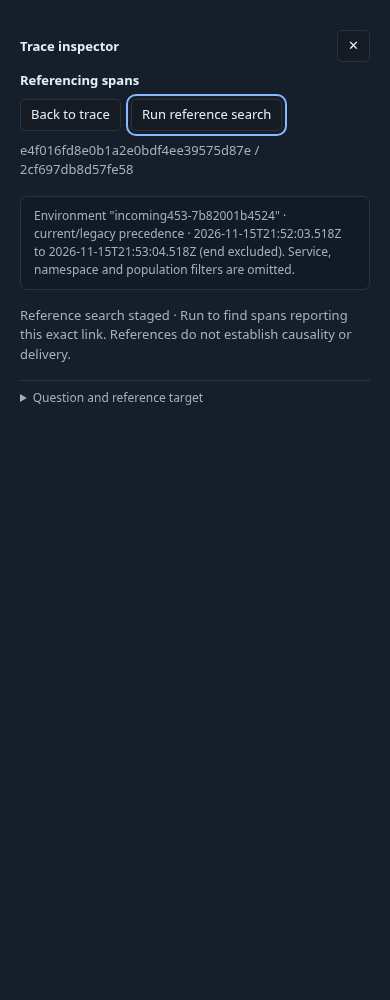 Trace inspector
✕
Referencing spans
Back to trace
Run reference search
e4f016fd8e0b1a2e0bdf4ee39575d87e /
2cf697db8d57fe58
Environment "incoming453-7b82001b4524" ·
current/legacy precedence · 2026-11-15T21:52:03.518Z
to 2026-11-15T21:53:04.518Z (end excluded). Service,
namespace and population filters are omitted.
Reference search staged · Run to find spans reporting
this exact link. References do not establish causality or
delivery.
Question and reference target